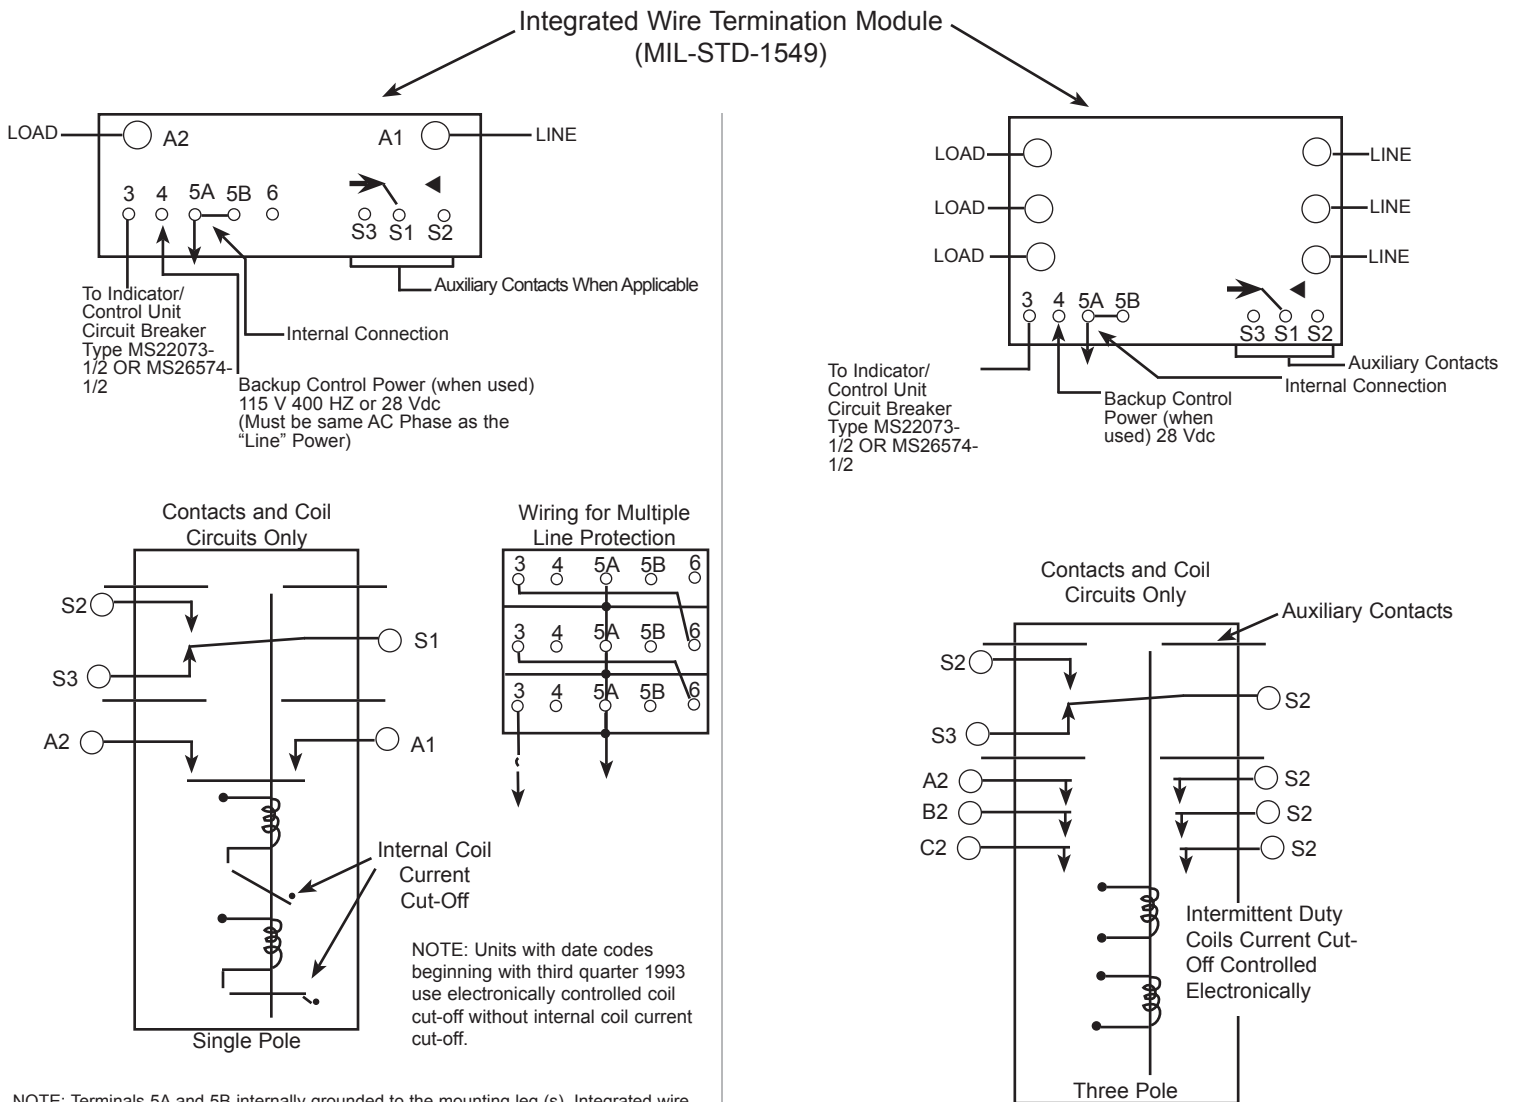 Integrated Wire Termination Module
(MIL-STD-1549)
LOAD
A2
A1
LINE
3
4
5A
5B
6
S3
S1
S2
To Indicator/
Control Unit
Circuit Breaker
Type MS22073-
1/2 OR MS26574-
1/2
Auxiliary Contacts When Applicable
Internal Connection
Backup Control Power (when used)
115 V 400 HZ or 28 Vdc
(Must be same AC Phase as the
“Line” Power)
LOAD
LINE
LOAD
LINE
LOAD
LINE
3
4
5A
5B
S3
S1
S2
To Indicator/
Control Unit
Circuit Breaker
Type MS22073-
1/2 OR MS26574-
1/2
Auxiliary Contacts
Internal Connection
Backup Control
Power (when
used) 28 Vdc
Contacts and Coil
Circuits Only
S2
S1
S3
A2
A1
Internal Coil
Current
Cut-Off
Single Pole
Wiring for Multiple
Line Protection
3 4 5A 5B 6
3 4 5A 5B 6
3 4 5A 5B 6
NOTE: Units with date codes
beginning with third quarter 1993
use electronically controlled coil
cut-off without internal coil current
cut-off.
Contacts and Coil
Circuits Only
Auxiliary Contacts
S2
S2
S3
A2
S2
B2
S2
C2
S2
Intermittent Duty
Coils Current Cut-
Off Controlled
Electronically
Three Pole
NOTE: Terminals 5A and 5B internally grounded to the mounting leg (s). Integrated wire